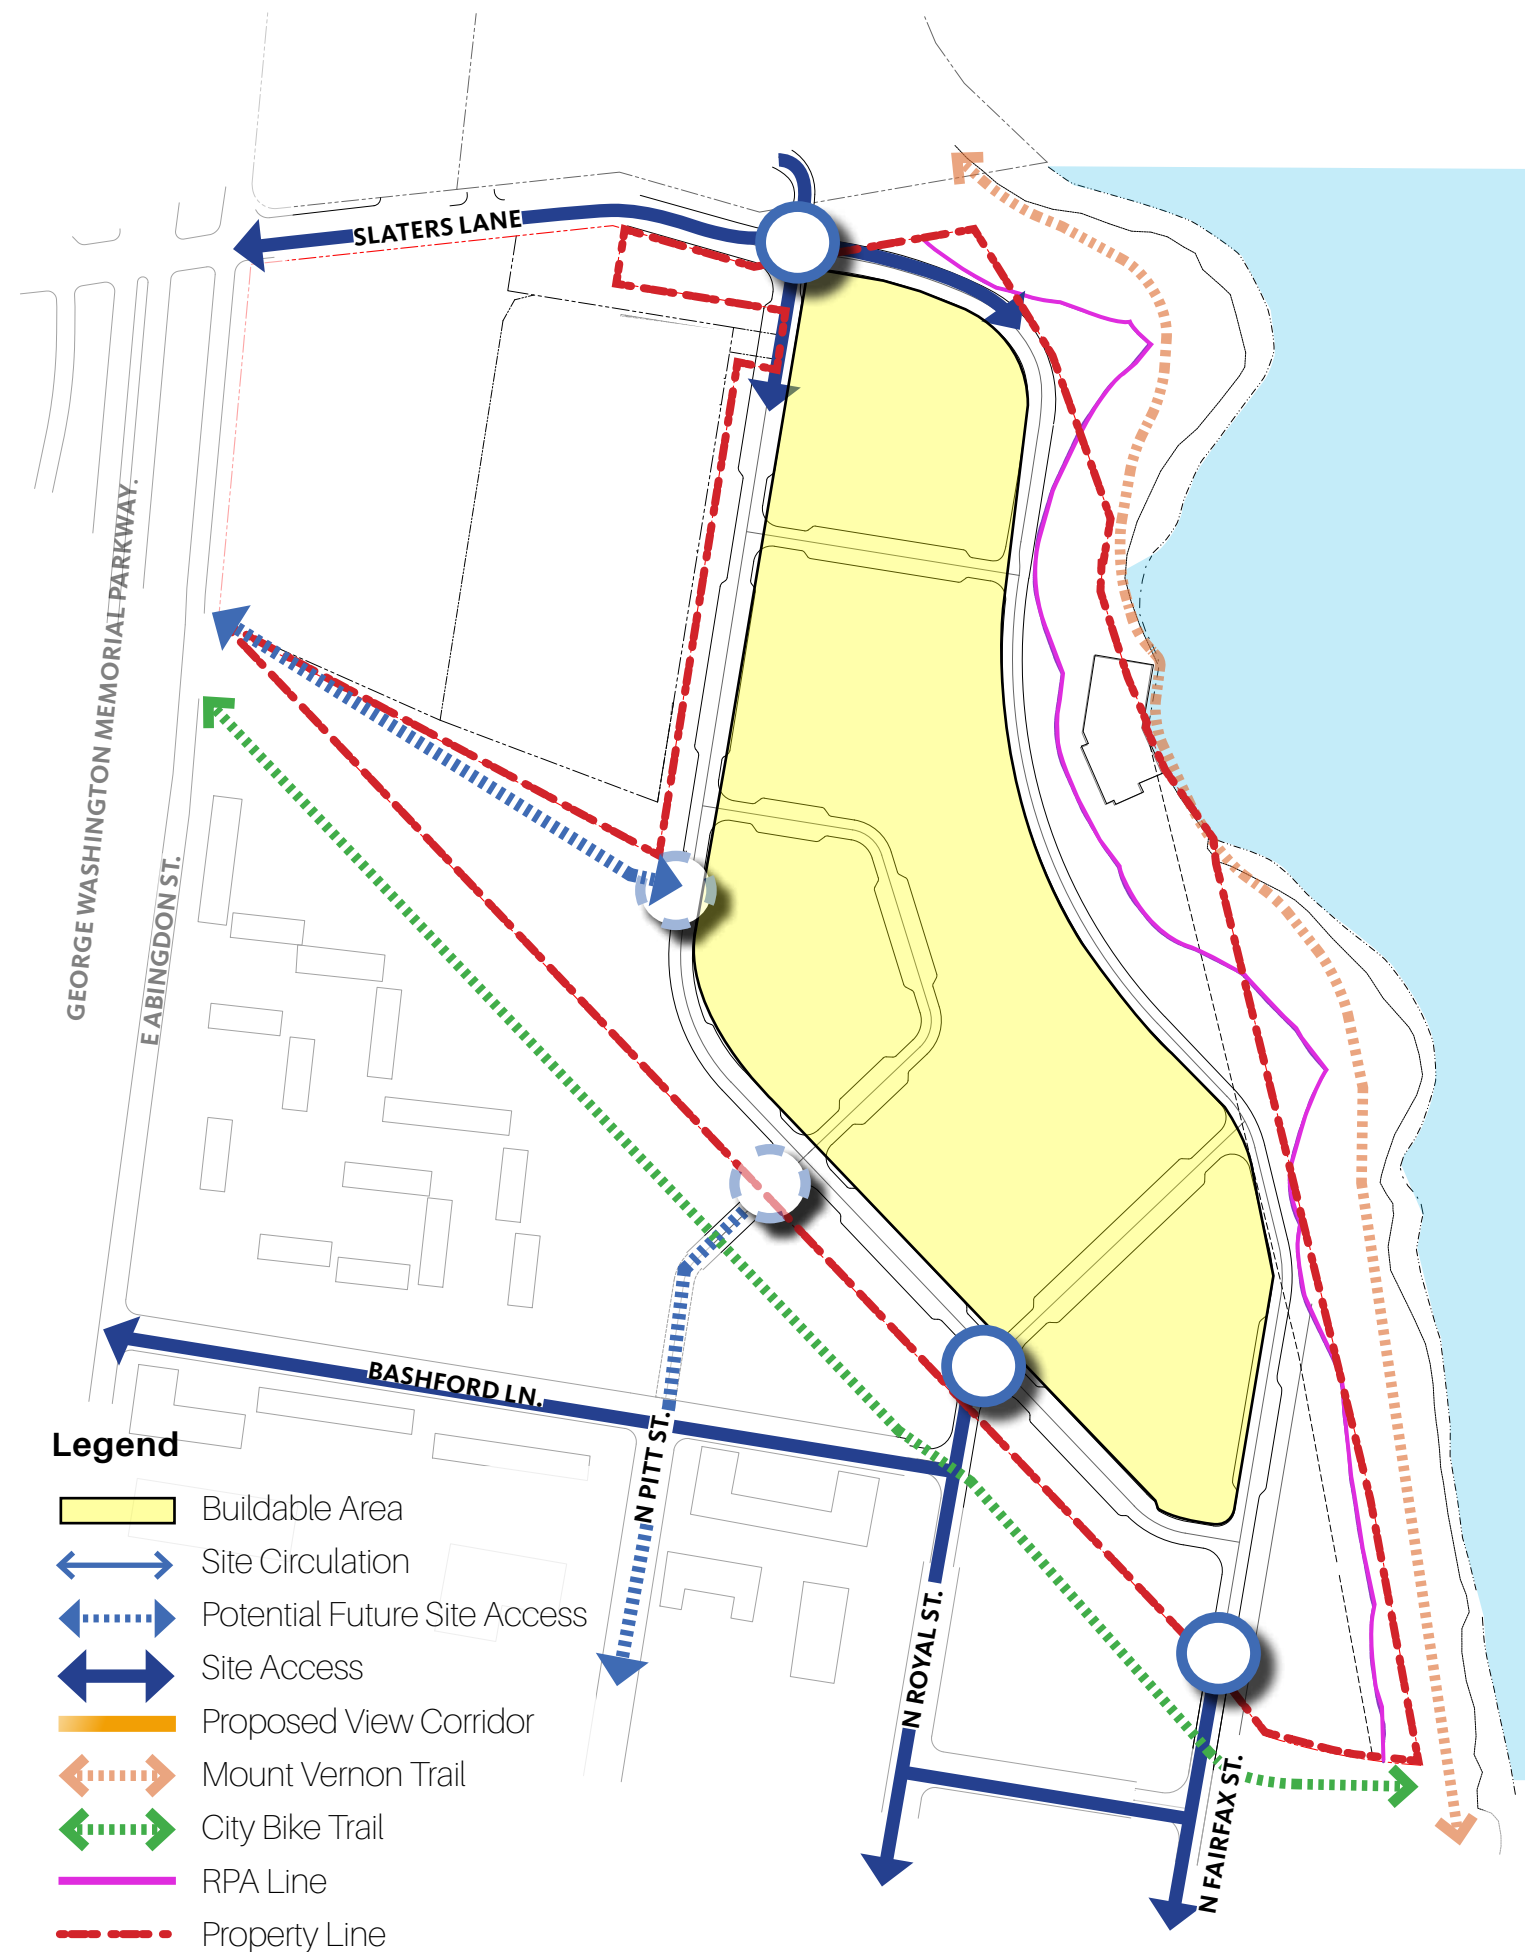 SLATERS LANE
GEORGE WASHINGTON MEMORIAL PARKWAY.
E ABINGDON ST.
BASHFORD LN.
N PITT ST.
N ROYAL ST.
N FAIRFAX ST.
Legend
Buildable Area
Site Circulation
Potential Future Site Access
Site Access
Proposed View Corridor
Mount Vernon Trail
City Bike Trail
RPA Line
Property Line